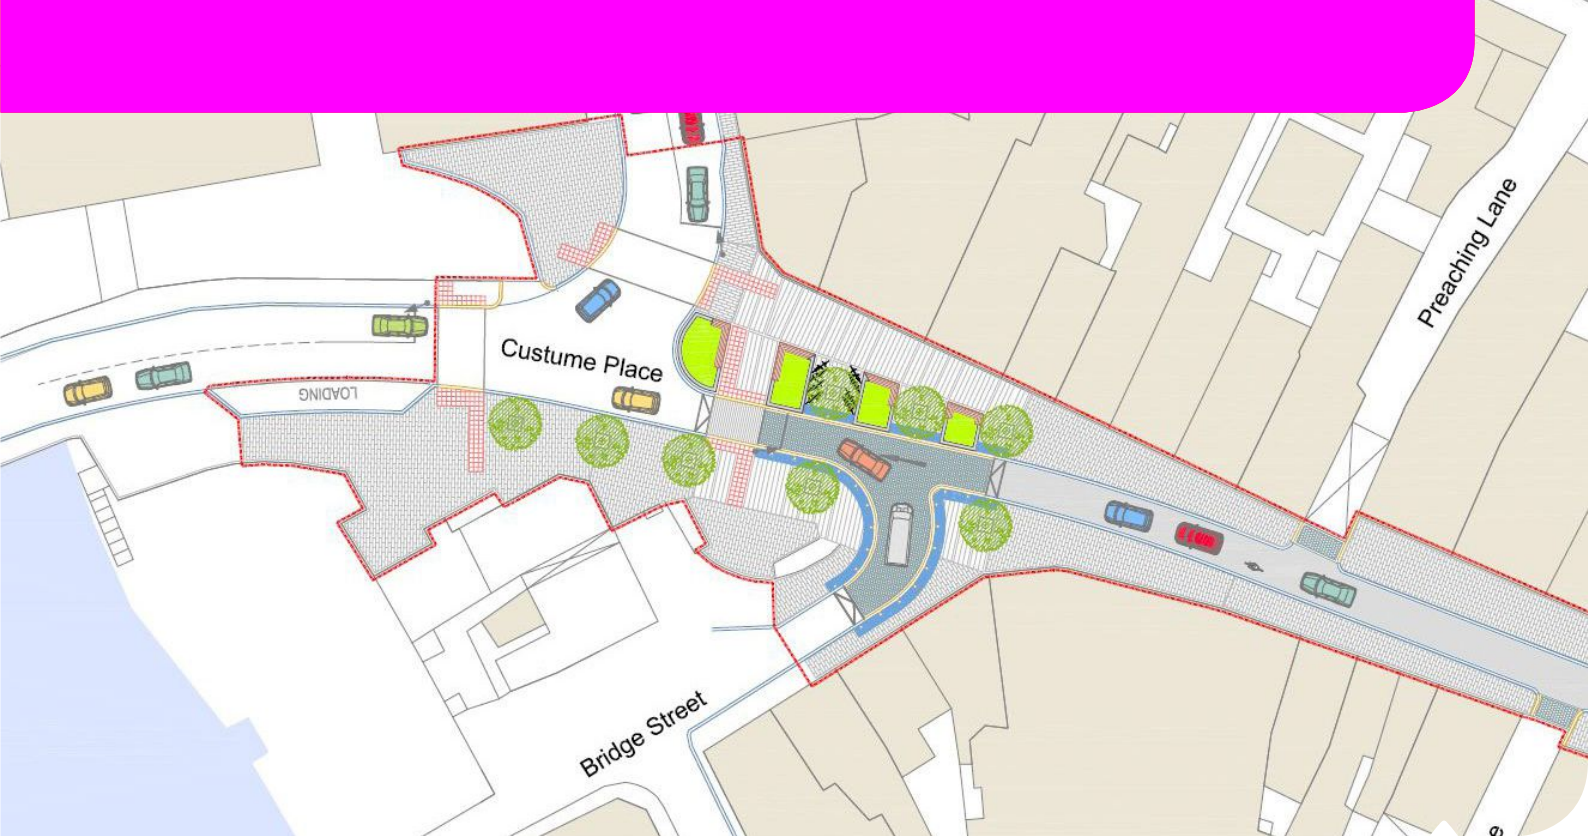 Preaching Lane
Custume Place
LOADING
Bridge Street
e